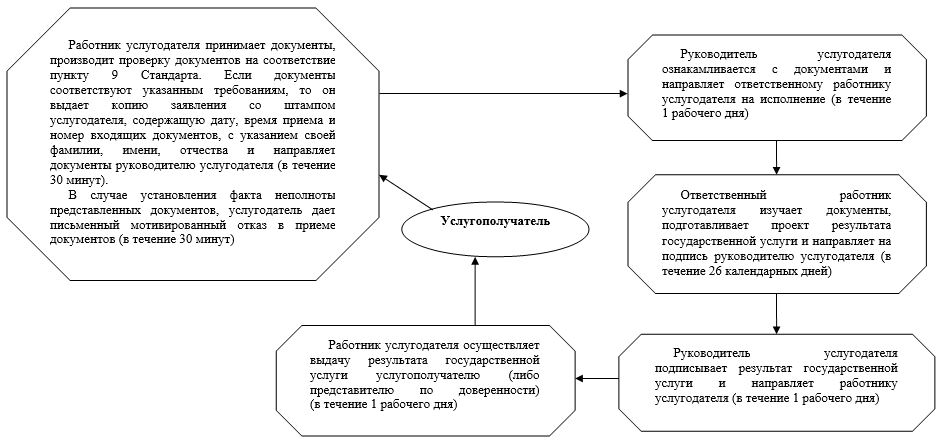 Работник услугодателя принимает документы,
производит проверку документов на соответствие
пункту 9 Стандарта. Если документы
соответствуют указанным требованиям, то он
выдает копию заявления со штампом
услугодателя, содержащую дату, время приема и
номер входящих документов, с указанием своей
фамилии, имени, отчества и направляет
документы руководителю услугодателя (в течение
30 минут).
В случае установления факта неполноты
представленных документов, услугодатель дает
письменный мотивированный отказ в приеме
документов (в течение 30 минут)
Руководитель услугодателя
ознакамливается с документами и
направляет ответственному работнику
услугодателя на исполнение (в течение
1 рабочего дня)
Ответственный работник
услугодателя изучает документы,
подготавливает проект результата
государственной услуги и направляет на
подпись руководителю услугодателя (в
течение 26 календарных дней)
Услугополучатель
Руководитель услугодателя
подписывает результат государственной
услуги и направляет работнику
услугодателя (в течение 1 рабочего дня)
Работник услугодателя осуществляет
выдачу результата государственной
услуги услугополучателю (либо
представителю по доверенности)
(в течение 1 рабочего дня)